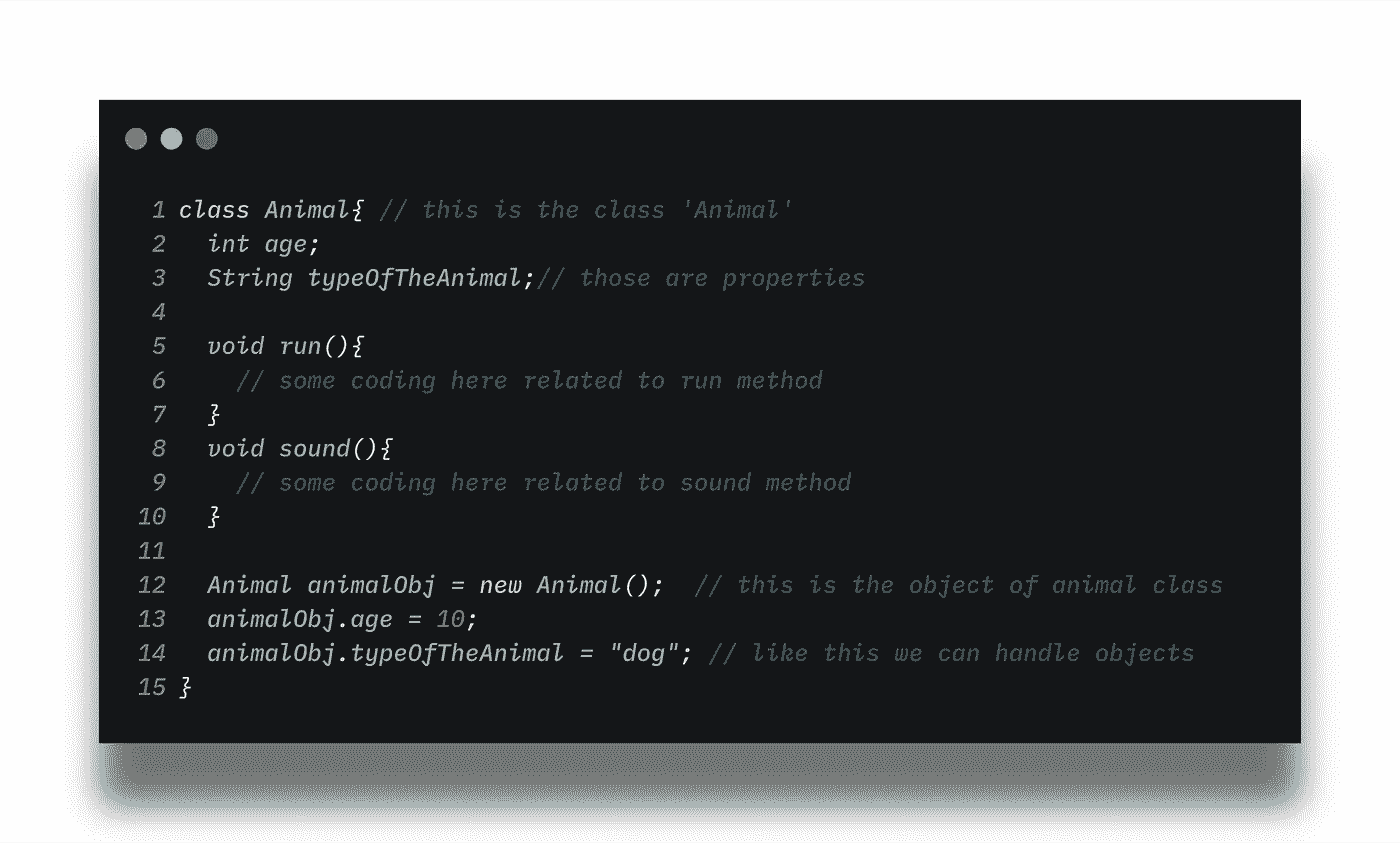 1 class Animal{ // this is the class 'Animal'
2   int age;
3   String typeOfTheAnimal;// those are properties
4
5   void run(){
6     // some coding here related to run method
7   }
8   void sound(){
9     // some coding here related to sound method
10   }
11
12   Animal animalObj = new Animal();  // this is the object of animal class
13   animalObj.age = 10;
14   animalObj.typeOfTheAnimal = "dog"; // like this we can handle objects
15 }